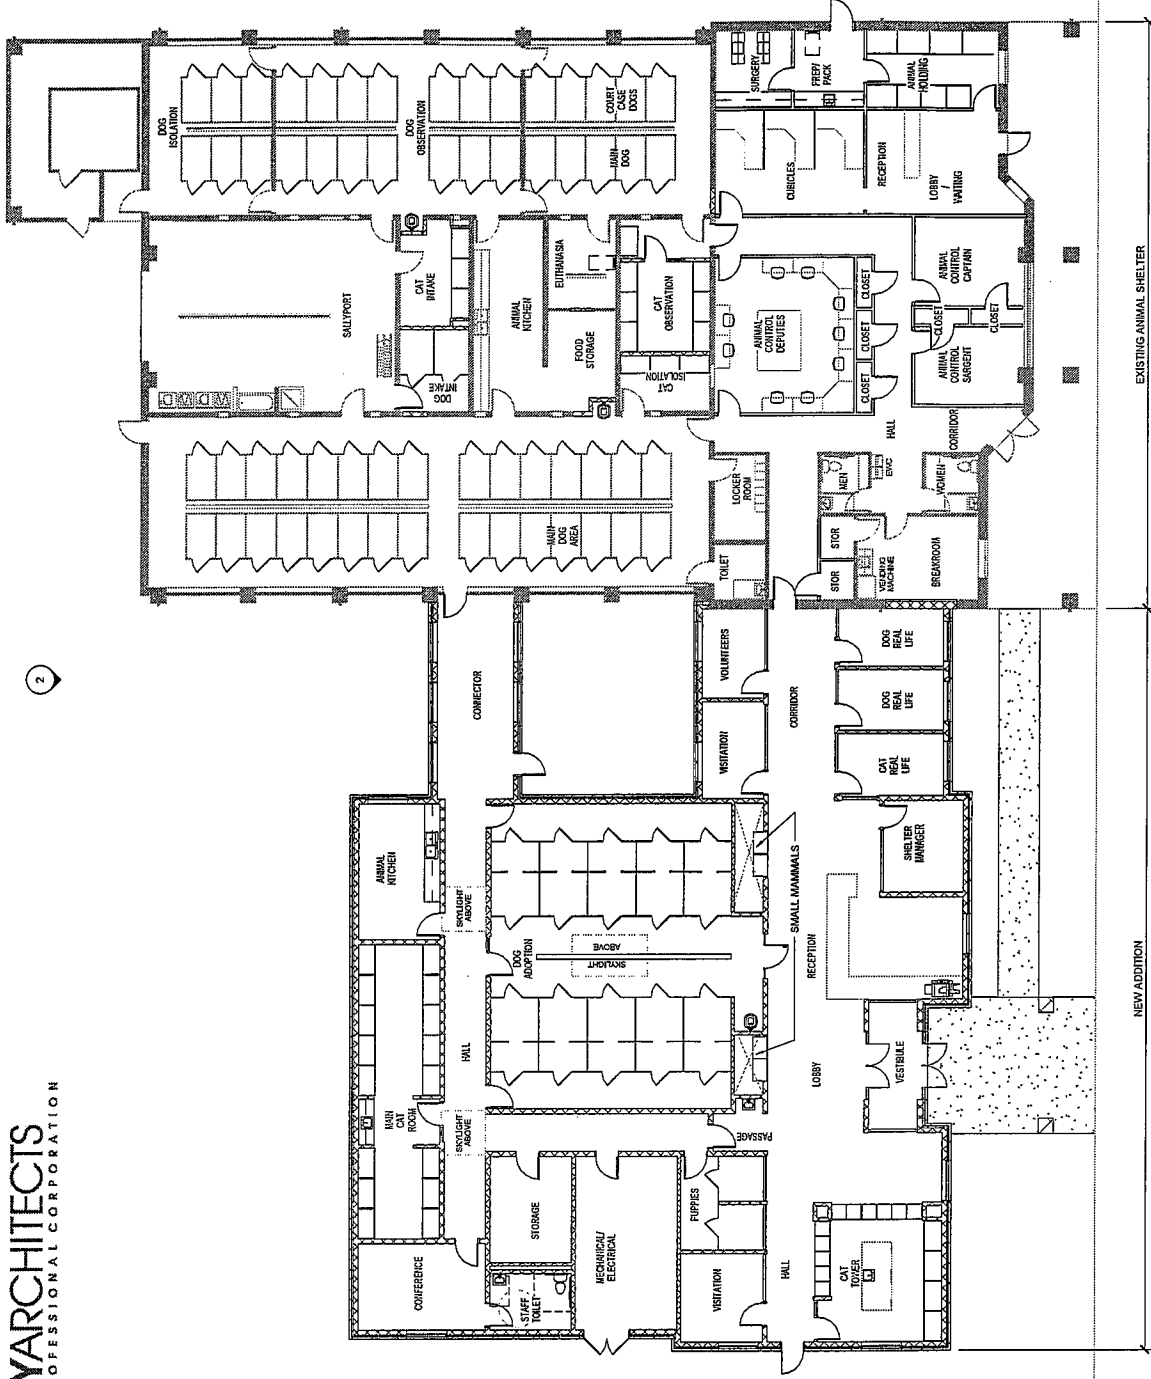 YARCHITECTS
OFESSIONAL CORPORATION
2
DOG
ISOLATION
DOG
OBSERVATION
COURT
CASE
DOGS
MAIN
DOG
SURGERY
PREP/
PACK
ANIMAL
HOLDING
CUBICLES
RECEPTION
LOBBY
/
WAITING
SALLYPORT
CAT
INTAKE
DOG
INTAKE
ANIMAL
KITCHEN
EUTHANASIA
FOOD
STORAGE
CAT
OBSERVATION
CAT
ISOLATION
ANIMAL
CONTROL
DEPUTIES
CLOSET
CLOSET
CLOSET
ANIMAL
CONTROL
CAPTAIN
CLOSET
CLOSET
ANIMAL
CONTROL
SARGENT
HALL
CORRIDOR
MAIN
DOG
AREA
LOCKER
ROOM
TOILET
MEN
EWC
WOMEN
STOR
STOR
VENDING
MACHINE
BREAKROOM
EXISTING ANIMAL SHELTER
CONNECTOR
VOLUNTEERS
VISITATION
CORRIDOR
DOG
REAL
LIFE
DOG
REAL
LIFE
CAT
REAL
LIFE
ANIMAL
KITCHEN
SKYLIGHT
ABOVE
DOG
ADOPTION
SKYLIGHT
ABOVE
SMALL MAMMALS
SHELTER
MANAGER
RECEPTION
MAIN
CAT
ROOM
HALL
SKYLIGHT
ABOVE
LOBBY
VESTIBULE
PASSAGE
CONFERENCE
STORAGE
STAFF
TOILET
MECHANICAL/
ELECTRICAL
PUPPIES
VISITATION
HALL
CAT
TOWER
NEW ADDITION